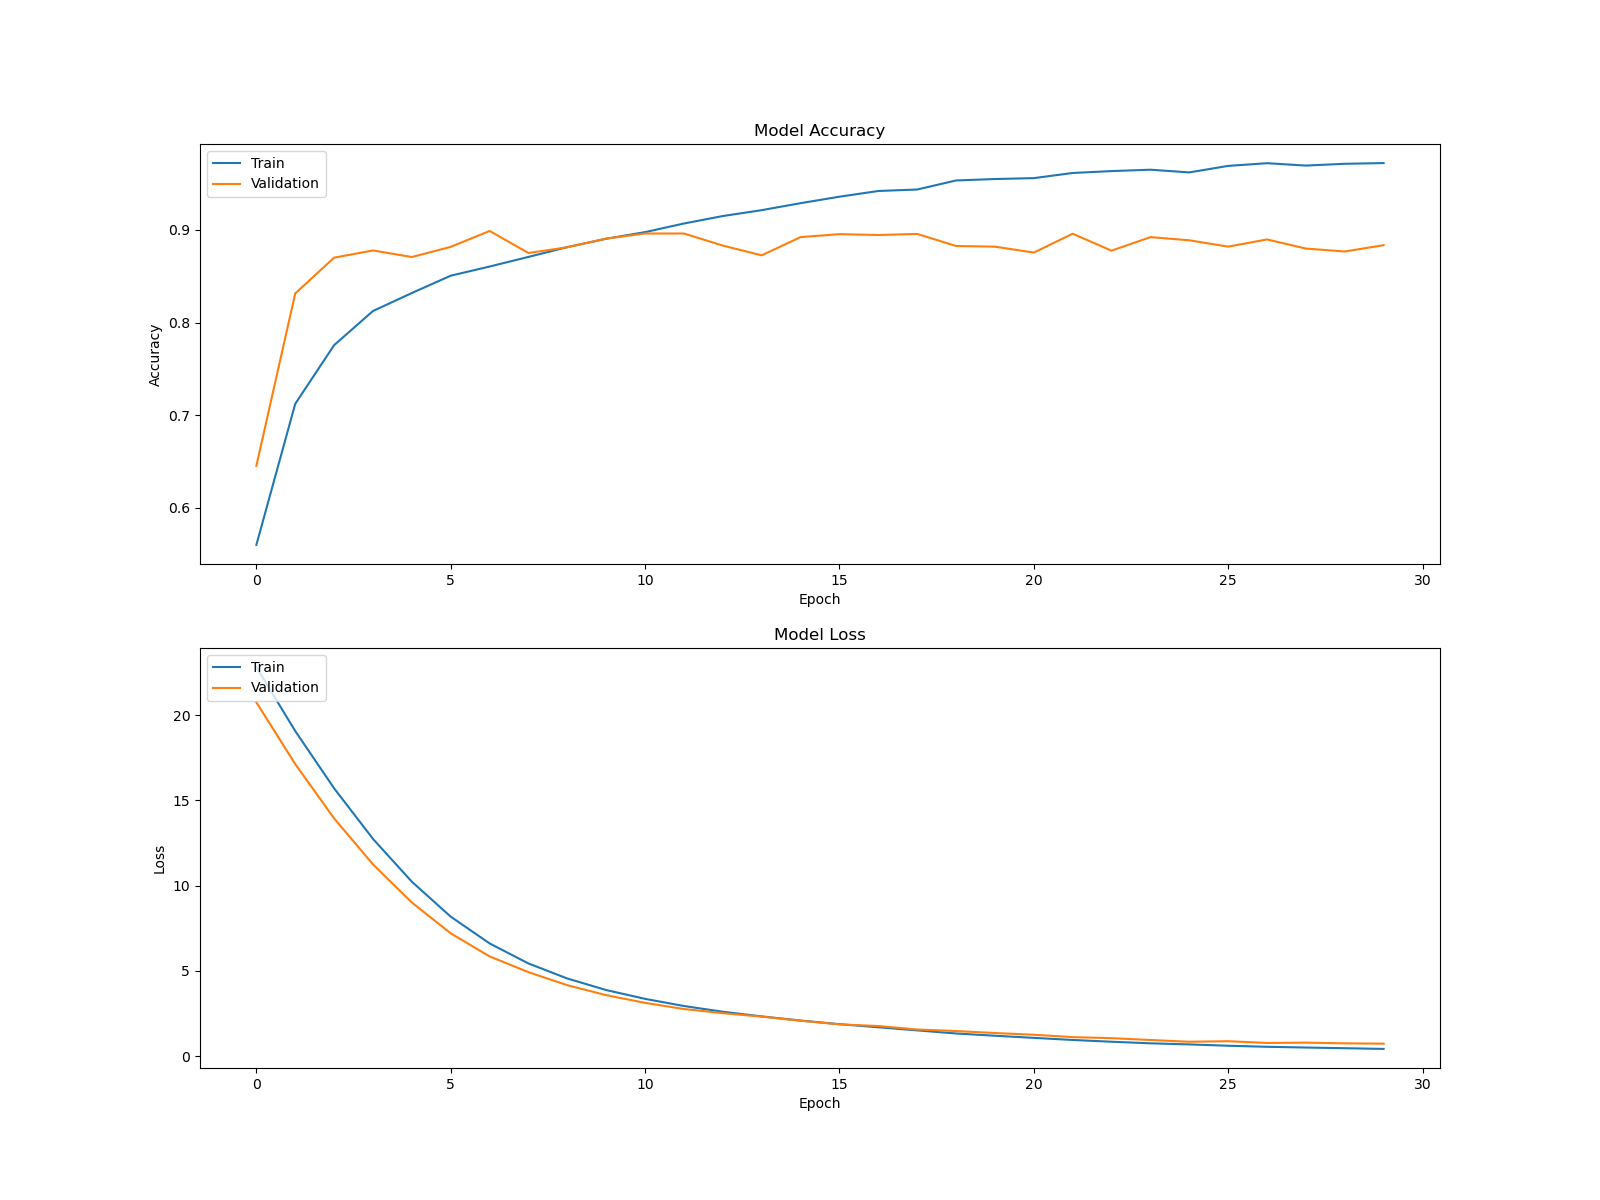 Model Accuracy
Train
Validation
0.9
0.8
0.7
0.6
Accuracy
0 5 10 15 20 25 30
Epoch
Model Loss
Train
Validation
20
15
10
5
0
Loss
0 5 10 15 20 25 30
Epoch